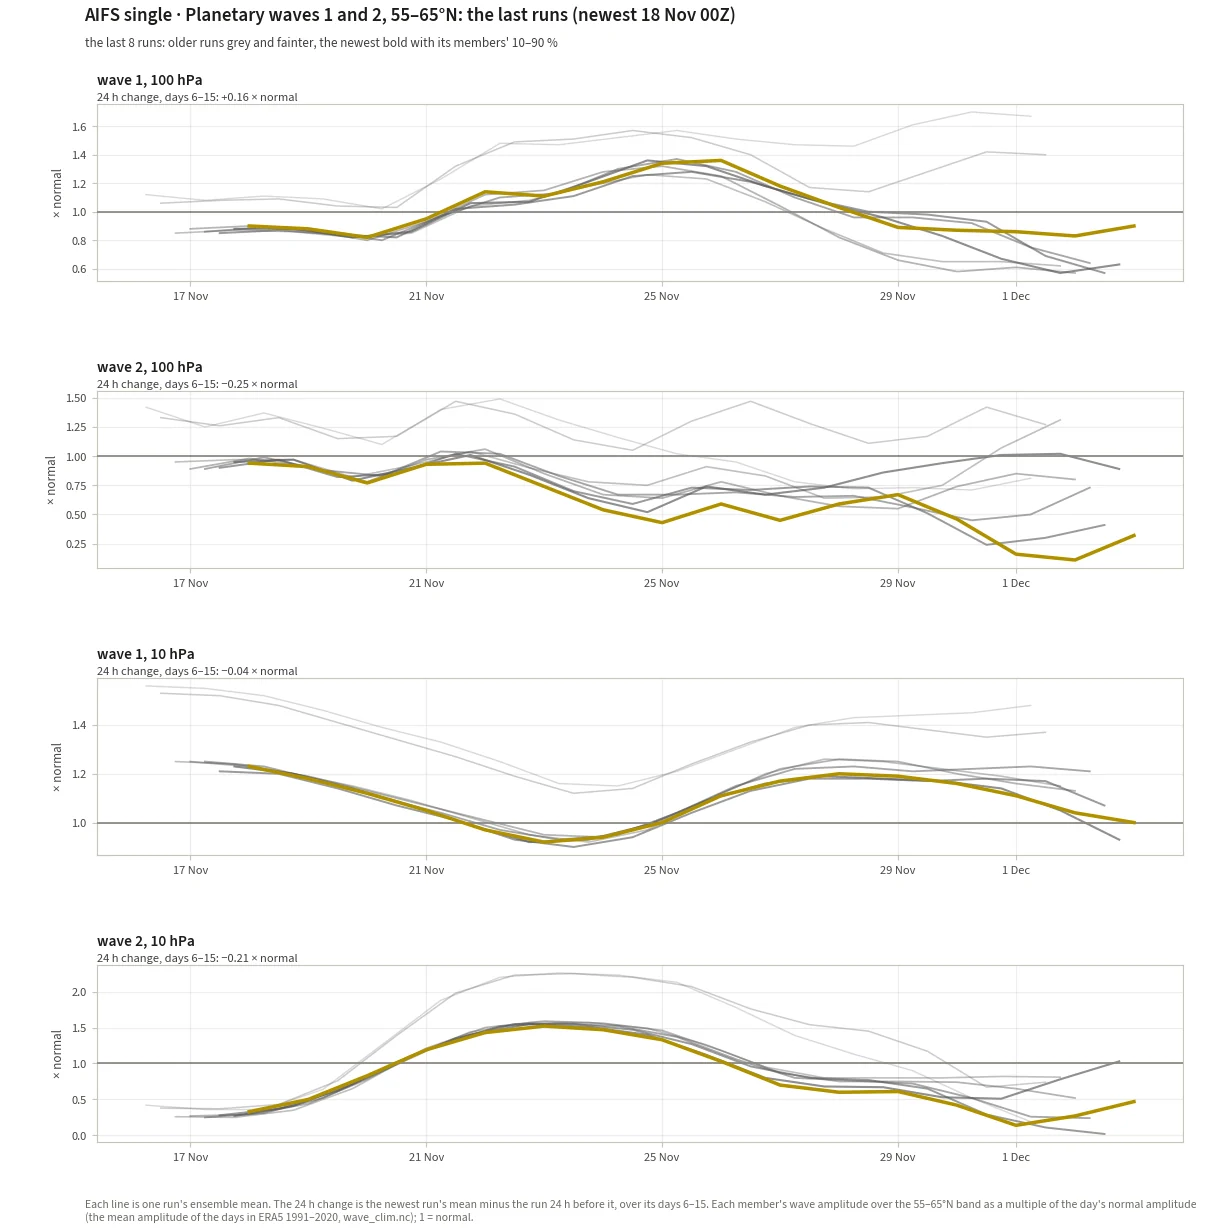 AIFS single · Planetary waves 1 and 2, 55–65°N: the last runs (newest 18 Nov 00Z)
the last 8 runs: older runs grey and fainter, the newest bold with its members' 10–90 %
wave 1, 100 hPa
24 h change, days 6–15: +0.16 × normal
1.6
1.4
1.2
1.0
0.8
0.6
× normal
17 Nov
21 Nov
25 Nov
29 Nov
1 Dec
wave 2, 100 hPa
24 h change, days 6–15: −0.25 × normal
1.50
1.25
1.00
0.75
0.50
0.25
× normal
17 Nov
21 Nov
25 Nov
29 Nov
1 Dec
wave 1, 10 hPa
24 h change, days 6–15: −0.04 × normal
1.4
1.2
1.0
× normal
17 Nov
21 Nov
25 Nov
29 Nov
1 Dec
wave 2, 10 hPa
24 h change, days 6–15: −0.21 × normal
2.0
1.5
1.0
0.5
0.0
× normal
17 Nov
21 Nov
25 Nov
29 Nov
1 Dec
Each line is one run's ensemble mean. The 24 h change is the newest run's mean minus the run 24 h before it, over its days 6–15. Each member's wave amplitude over the 55–65°N band as a multiple of the day's normal amplitude
(the mean amplitude of the days in ERA5 1991–2020, wave_clim.nc); 1 = normal.